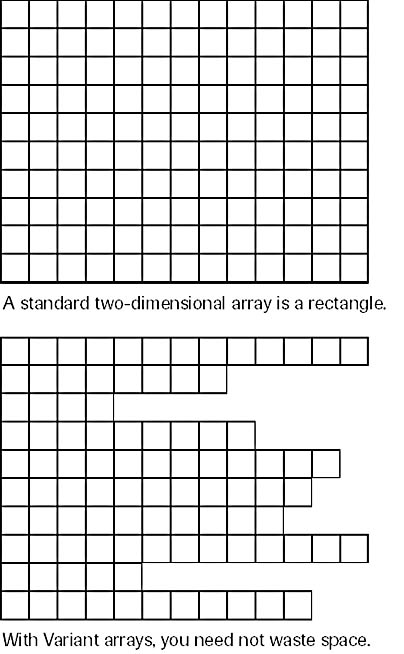 A standard two-dimensional array is a rectangle.
With Variant arrays, you need not waste space.